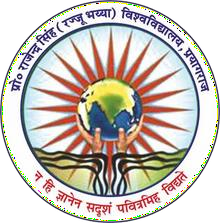 प्रो० राजेन्द्र सिंह ( रज्जू भय्या ) विश्वविद्यालय, प्रयागराज
न हि ज्ञानेन सदृशं पवित्रमिह विद्यते